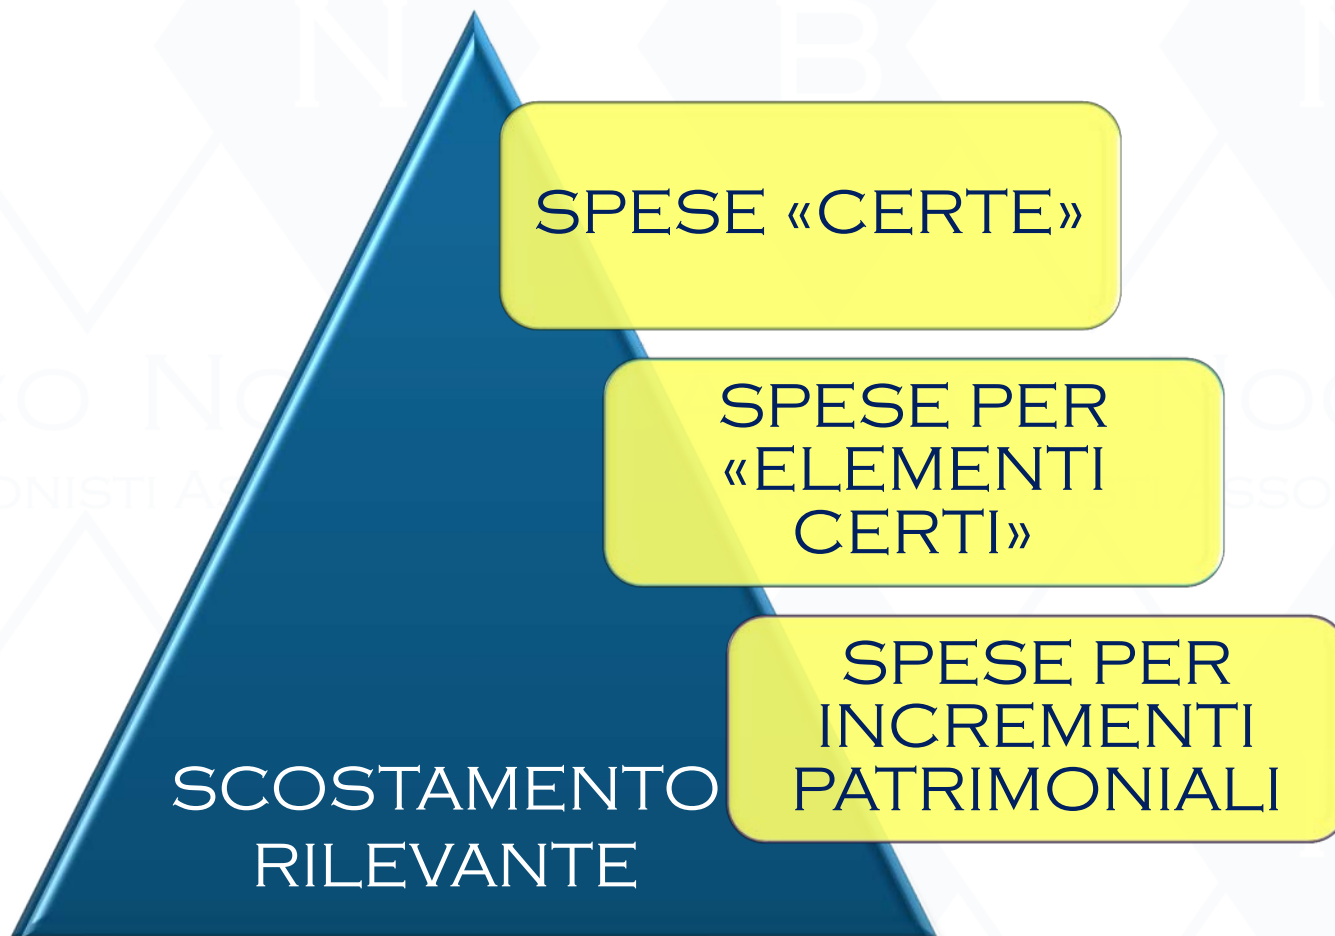 SPESE «CERTE»
SPESE PER
«ELEMENTI
CERTI»
SPESE PER
INCREMENTI
PATRIMONIALI
SCOSTAMENTO
RILEVANTE